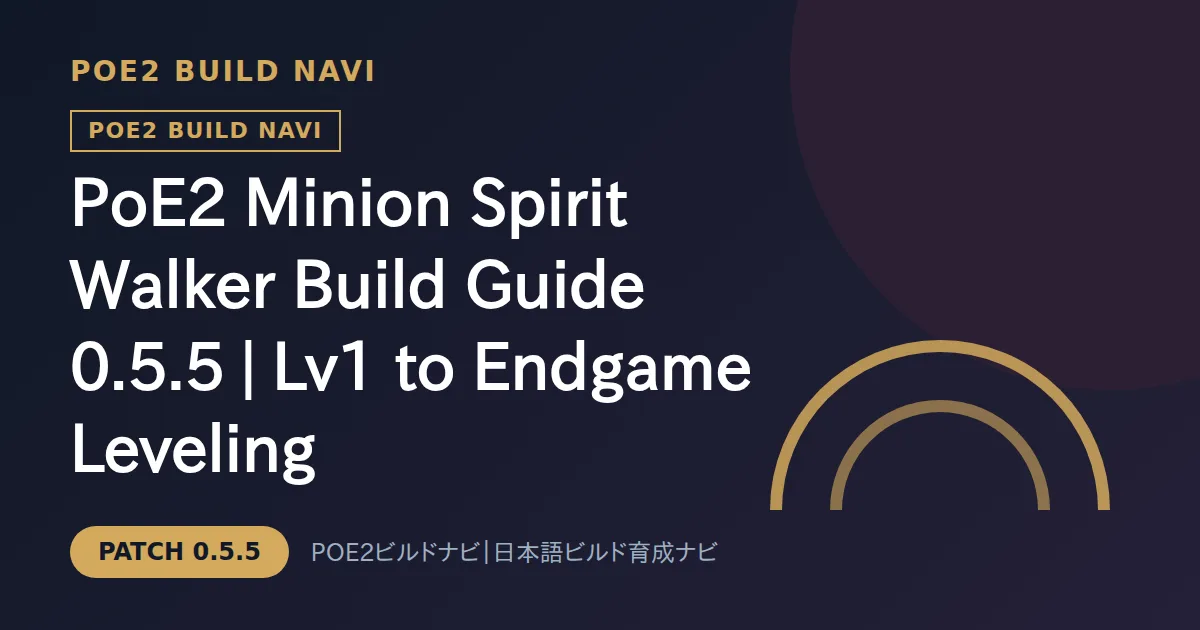 POE2 BUILD NAVI
POE2 BUILD NAVI
PoE2 Minion Spirit
Walker Build Guide
0.5.5 | Lv1 to Endgame
Leveling
PATCH 0.5.5
POE2ビルドナビ|日本語ビルド育成ナビ